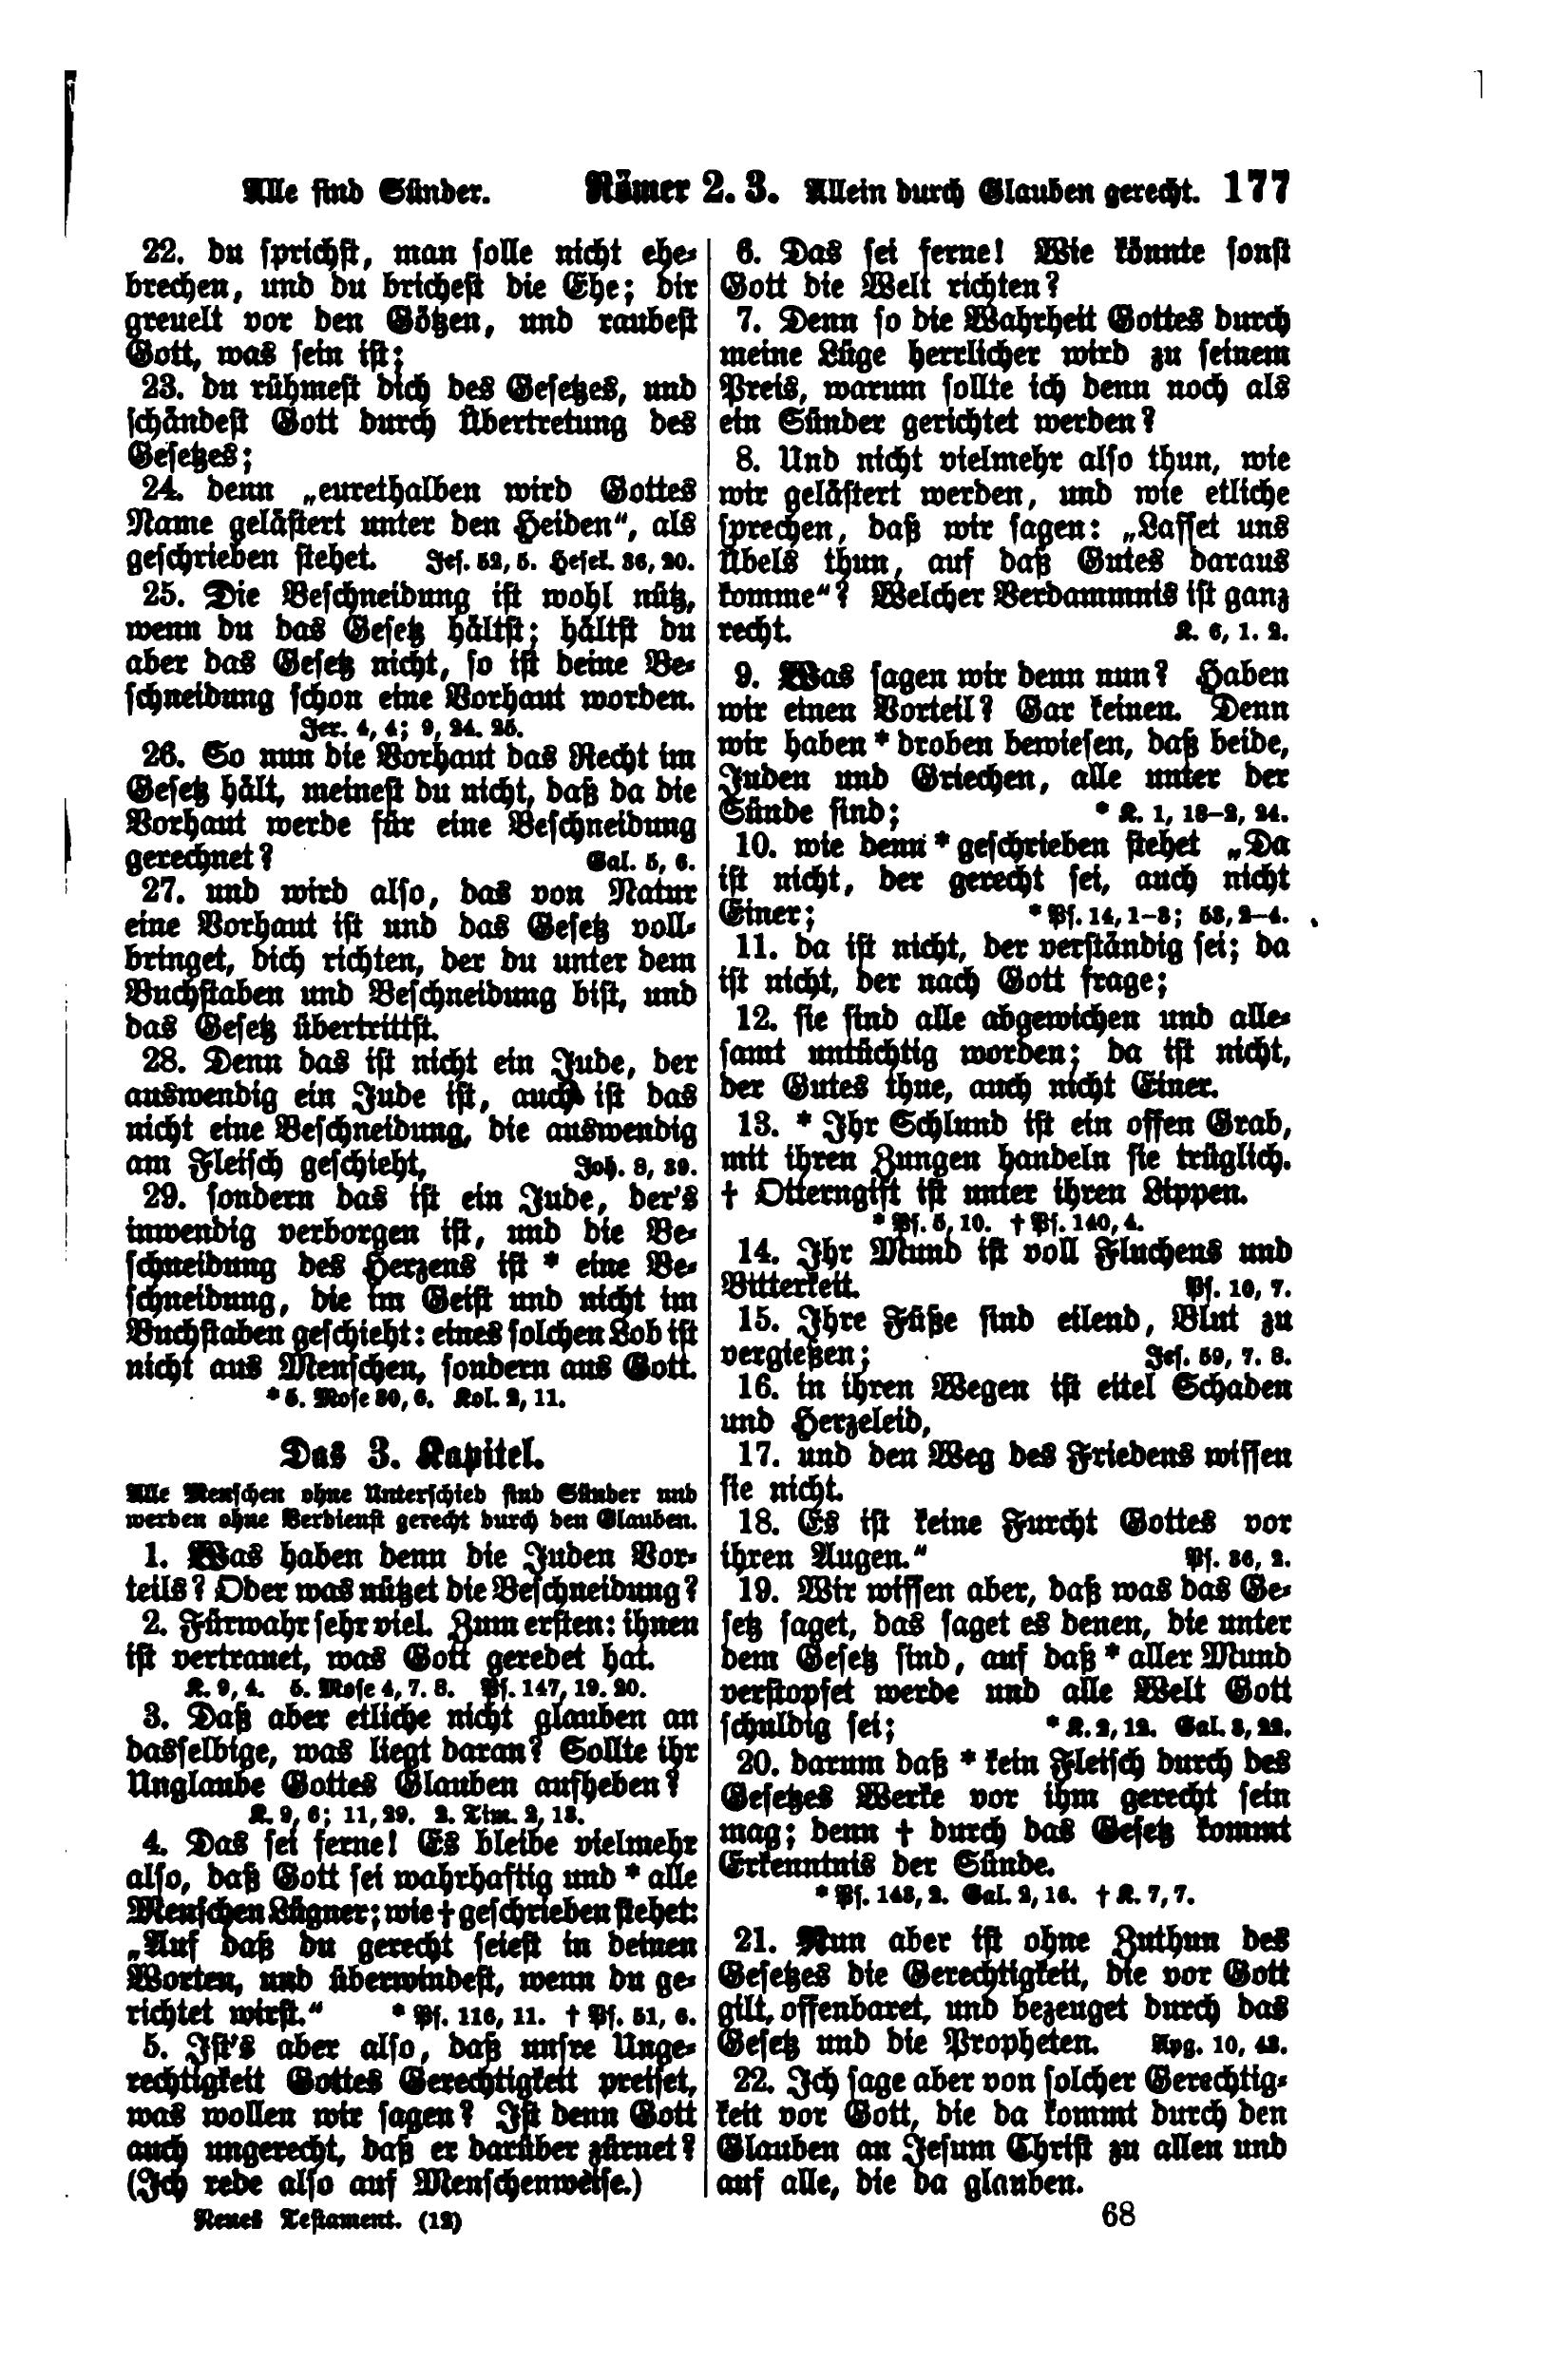 Alle sind Sünder. Römer 2. 3. Allein durch Glauben gerecht. 177
22. du sprichst, man solle nicht ehe-
brechen, und du brichest die Ehe; dir
greuelt vor den Götzen, und raubest
Gott, was sein ist;
23. du rühmest dich des Gesetzes, und
schändest Gott durch Übertretung des
Gesetzes;
24. denn „eurethalben wird Gottes
Name gelästert unter den Heiden“, als
geschrieben stehet. Jes. 52, 5. Hesek. 36, 20.
25. Die Beschneidung ist wohl nütz,
wenn du das Gesetz hältst; hältst du
aber das Gesetz nicht, so ist deine Be-
schneidung schon eine Vorhaut worden.
Jer. 4, 4; 9, 24. 25.
26. So nun die Vorhaut das Recht im
Gesetz hält, meinest du nicht, daß da die
Vorhaut werde für eine Beschneidung
gerechnet? Gal. 5, 6.
27. und wird also, das von Natur
eine Vorhaut ist und das Gesetz voll-
bringet, dich richten, der du unter dem
Buchstaben und Beschneidung bist, und
das Gesetz übertrittst.
28. Denn das ist nicht ein Jude, der
auswendig ein Jude ist, auch ist das
nicht eine Beschneidung, die auswendig
am Fleisch geschieht, Joh. 8, 39.
29. sondern das ist ein Jude, der's
inwendig verborgen ist, und die Be-
schneidung des Herzens ist * eine Be-
schneidung, die im Geist und nicht im
Buchstaben geschieht: eines solchen Lob ist
nicht aus Menschen, sondern aus Gott.
* 5. Mose 30, 6. Kol. 2, 11.
Das 3. Kapitel.
Alle Menschen ohne Unterschied sind Sünder und
werden ohne Verdienst gerecht durch den Glauben.
1. Was haben denn die Juden Vor-
teils? Oder was nützet die Beschneidung?
2. Fürwahr sehr viel. Zum ersten: ihnen
ist vertrauet, was Gott geredet hat.
K. 9, 4. 5. Mose 4, 7. 8. Ps. 147, 19. 20.
3. Daß aber etliche nicht glauben an
dasselbige, was liegt daran? Sollte ihr
Unglaube Gottes Glauben aufheben?
K. 9, 6; 11, 29. 2. Tim. 2, 13.
4. Das sei ferne! Es bleibe vielmehr
also, daß Gott sei wahrhaftig und * alle
Menschen Lügner; wie † geschrieben stehet:
„Auf daß du gerecht seiest in deinen
Worten, und überwindest, wenn du ge-
richtet wirst.“ * Ps. 116, 11. † Ps. 51, 6.
5. Ist's aber also, daß unsre Unge-
rechtigkeit Gottes Gerechtigkeit preiset,
was wollen wir sagen? Ist denn Gott
auch ungerecht, daß er darüber zürnet?
(Ich rede also auf Menschenweise.)
Neues Testament. (12)
6. Das sei ferne! Wie könnte sonst
Gott die Welt richten?
7. Denn so die Wahrheit Gottes durch
meine Lüge herrlicher wird zu seinem
Preis, warum sollte ich denn noch als
ein Sünder gerichtet werden?
8. Und nicht vielmehr also thun, wie
wir gelästert werden, und wie etliche
sprechen, daß wir sagen: „Lasset uns
Übels thun, auf daß Gutes daraus
komme“? Welcher Verdammnis ist ganz
recht. K. 6, 1. 2.
9. Was sagen wir denn nun? Haben
wir einen Vorteil? Gar keinen. Denn
wir haben * droben bewiesen, daß beide,
Juden und Griechen, alle unter der
Sünde sind; * K. 1, 18–2, 24.
10. wie denn * geschrieben stehet „Da
ist nicht, der gerecht sei, auch nicht
Einer; * Ps. 14, 1–3; 53, 2–4.
11. da ist nicht, der verständig sei; da
ist nicht, der nach Gott frage;
12. sie sind alle abgewichen und alle-
samt untüchtig worden; da ist nicht,
der Gutes thue, auch nicht Einer.
13. * Ihr Schlund ist ein offen Grab,
mit ihren Zungen handeln sie trüglich.
† Otterngift ist unter ihren Lippen.
* Ps. 5, 10. † Ps. 140, 4.
14. Ihr Mund ist voll Fluchens und
Bitterkeit. Ps. 10, 7.
15. Ihre Füße sind eilend, Blut zu
vergießen; Jes. 59, 7. 8.
16. in ihren Wegen ist eitel Schaden
und Herzeleid,
17. und den Weg des Friedens wissen
sie nicht.
18. Es ist keine Furcht Gottes vor
ihren Augen.“ Ps. 36, 2.
19. Wir wissen aber, daß was das Ge-
setz saget, das saget es denen, die unter
dem Gesetz sind, auf daß * aller Mund
verstopfet werde und alle Welt Gott
schuldig sei; * K. 2, 12. Gal. 3, 22.
20. darum daß * kein Fleisch durch des
Gesetzes Werke vor ihm gerecht sein
mag; denn † durch das Gesetz kommt
Erkenntnis der Sünde.
* Ps. 143, 2. Gal. 2, 16. † K. 7, 7.
21. Nun aber ist ohne Zuthun des
Gesetzes die Gerechtigkeit, die vor Gott
gilt, offenbaret, und bezeuget durch das
Gesetz und die Propheten. Apg. 10, 43.
22. Ich sage aber von solcher Gerechtig-
keit vor Gott, die da kommt durch den
Glauben an Jesum Christ zu allen und
auf alle, die da glauben.
68